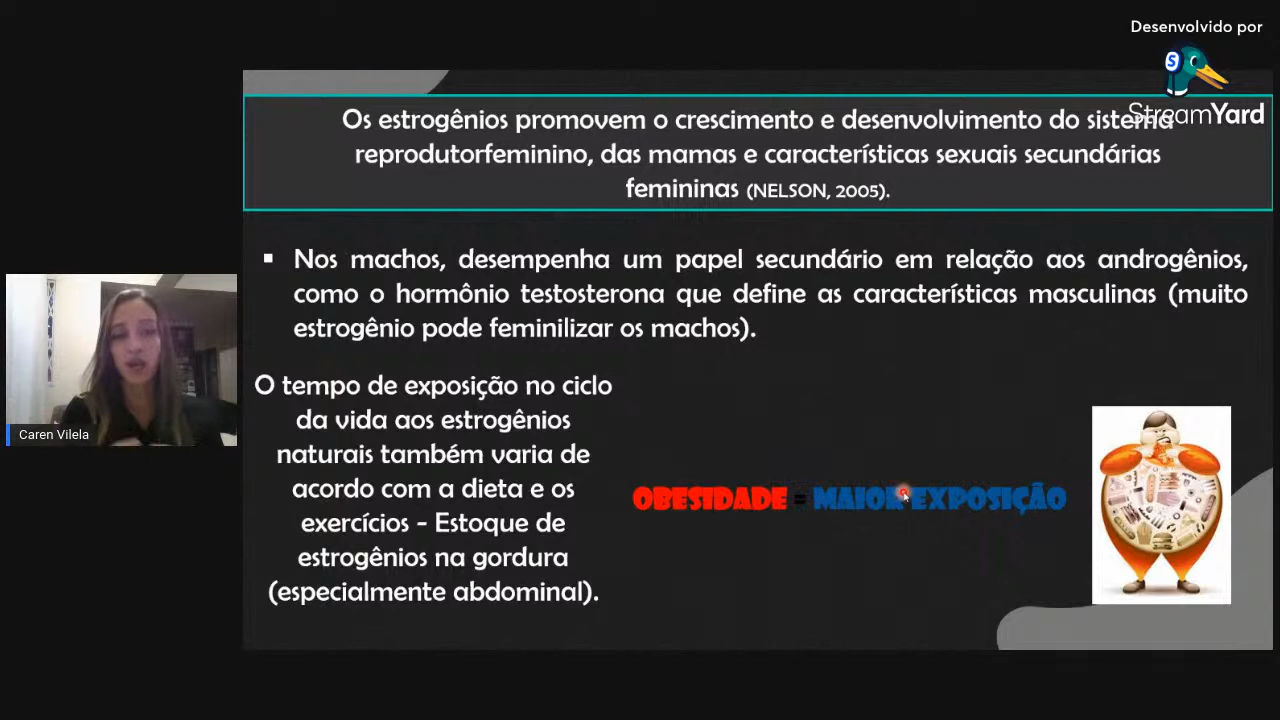 Desenvolvido por
StreamYard
Os estrogênios promovem o crescimento e desenvolvimento do sistema
reprodutorfeminino, das mamas e características sexuais secundárias
femininas (NELSON, 2005).
▪ Nos machos, desempenha um papel secundário em relação aos androgênios,
como o hormônio testosterona que define as características masculinas (muito
estrogênio pode feminilizar os machos).
O tempo de exposição no ciclo
da vida aos estrogênios
naturais também varia de
acordo com a dieta e os
exercícios - Estoque de
estrogênios na gordura
(especialmente abdominal).
OBESIDADE = MAIOR EXPOSIÇÃO
Caren Vilela